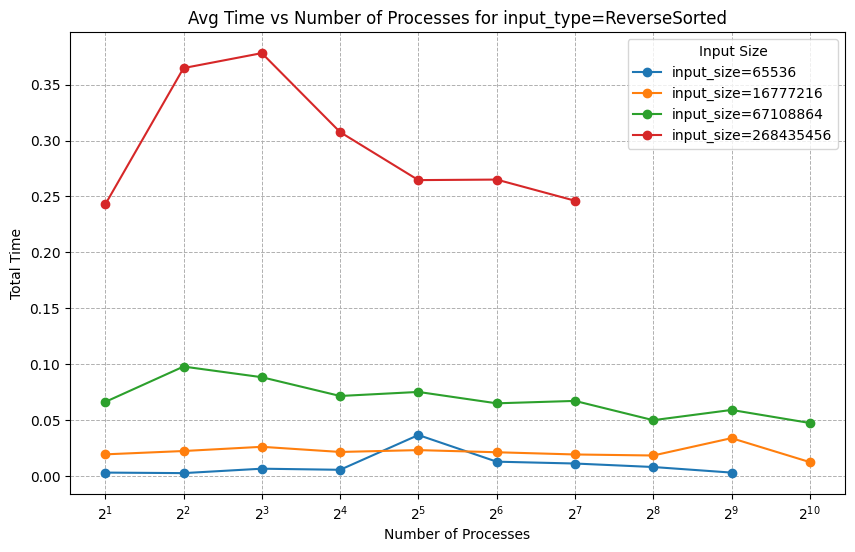 Avg Time vs Number of Processes for input_type=ReverseSorted
Input Size
input_size=65536
input_size=16777216
input_size=67108864
input_size=268435456
Total Time
0.35
0.30
0.25
0.20
0.15
0.10
0.05
0.00
2^1 2^2 2^3 2^4 2^5 2^6 2^7 2^8 2^9 2^10
Number of Processes